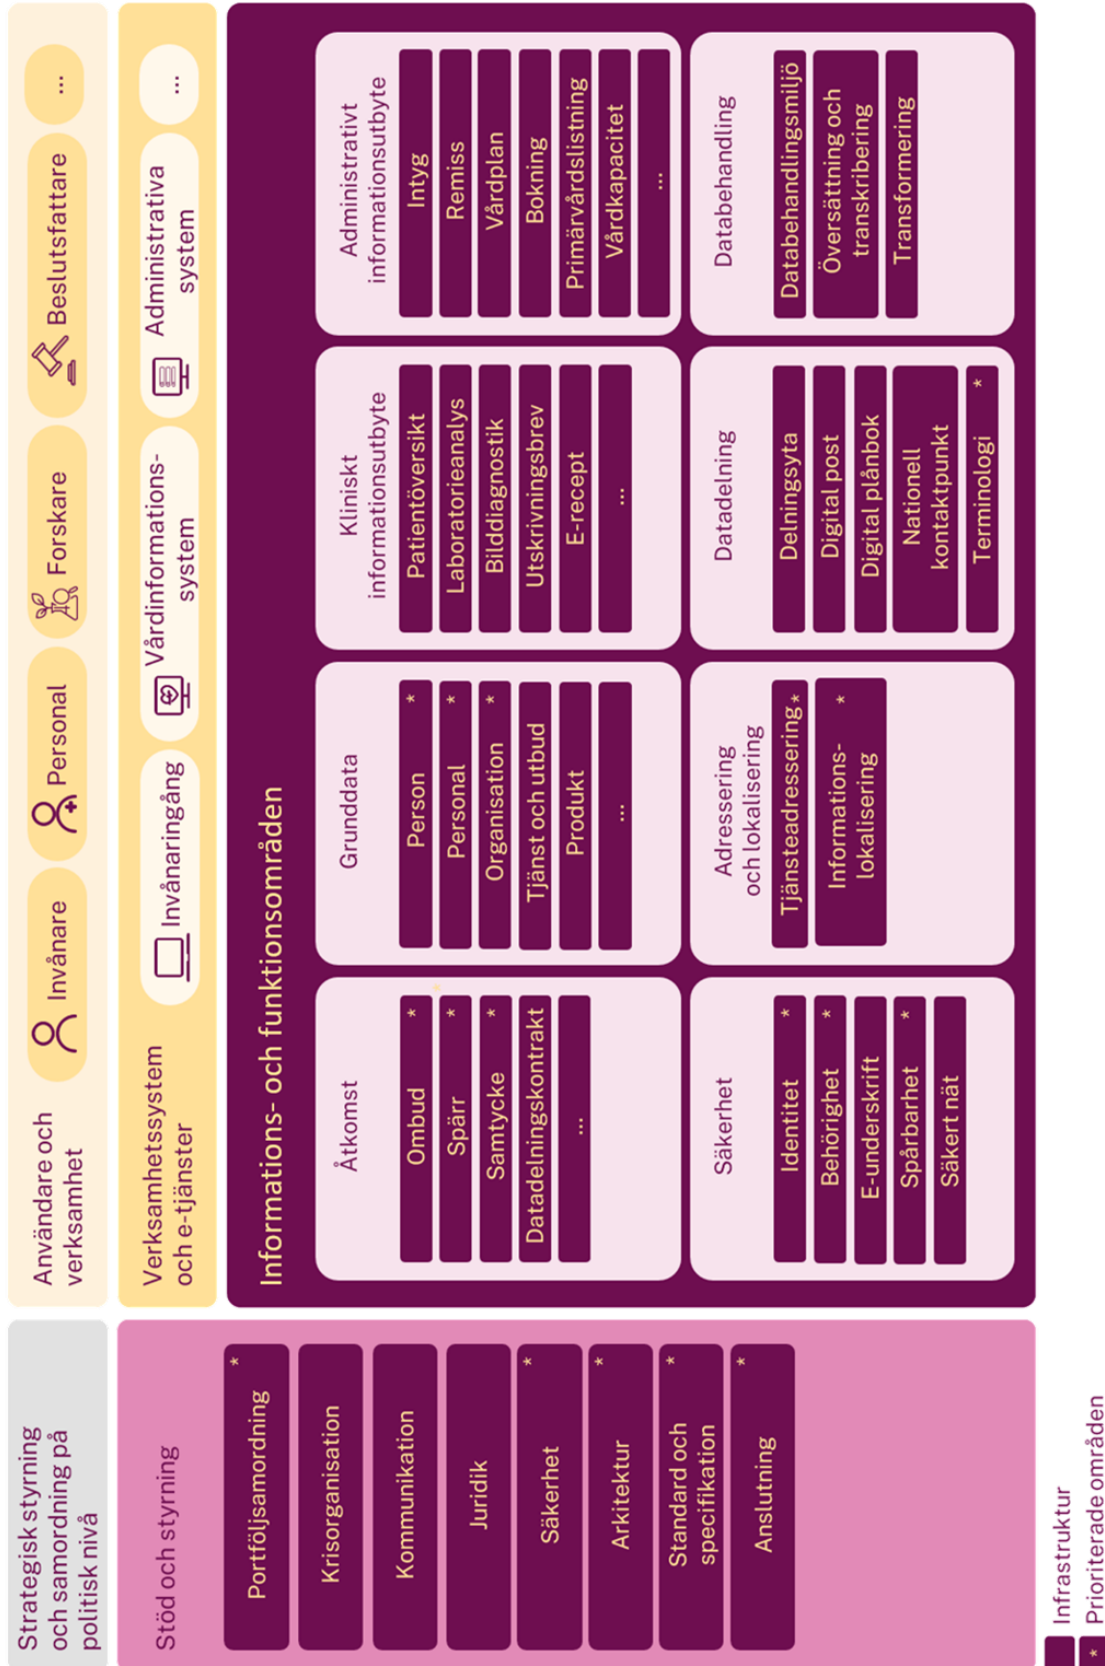 Strategisk styrning
och samordning på
politisk nivå
Användare och
verksamhet
Invånare
Personal
Forskare
Beslutsfattare
...
Verksamhetssystem
och e-tjänster
Invånaringång
Vårdinformations-
system
Administrativa
system
...
Stöd och styrning
Portföljsamordning *
Krisorganisation
Kommunikation
Juridik
Säkerhet *
Arkitektur *
Standard och *
specifikation
Anslutning *
Informations- och funktionsområden
Åtkomst
Ombud *
Spärr *
Samtycke *
Datadelningskontrakt
...
Grunddata
Person *
Personal *
Organisation *
Tjänst och utbud
Produkt
...
Kliniskt
informationsutbyte
Patientöversikt
Laboratorieanalys
Bilddiagnostik
Utskrivningsbrev
E-recept
...
Administrativt
informationsutbyte
Intyg
Remiss
Vårdplan
Bokning
Primärvårdslistning
Vårdkapacitet
...
Säkerhet
Identitet *
Behörighet *
E-underskrift
Spårbarhet *
Säkert nät
Adressering
och lokalisering
Tjänsteadressering *
Informations- *
lokalisering
Datadelning
Delningsyta
Digital post
Digital plånbok
Nationell
kontaktpunkt
Terminologi *
Databehandling
Databehandlingsmiljö
Översättning och
transkribering
Transformering
Infrastruktur
* Prioriterade områden